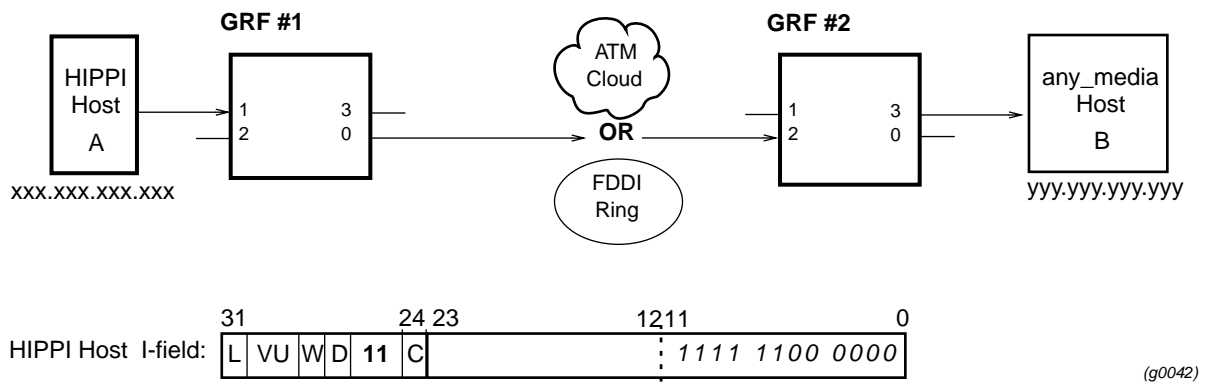 GRF #1
GRF #2
HIPPI
Host
A
xxx.xxx.xxx.xxx
1
2
3
0
ATM
Cloud
OR
FDDI
Ring
1
2
3
0
any_media
Host
B
yyy.yyy.yyy.yyy
31 24 23 12 11 0
HIPPI Host I-field: L VU W D 11 C 1111 1100 0000
(g0042)